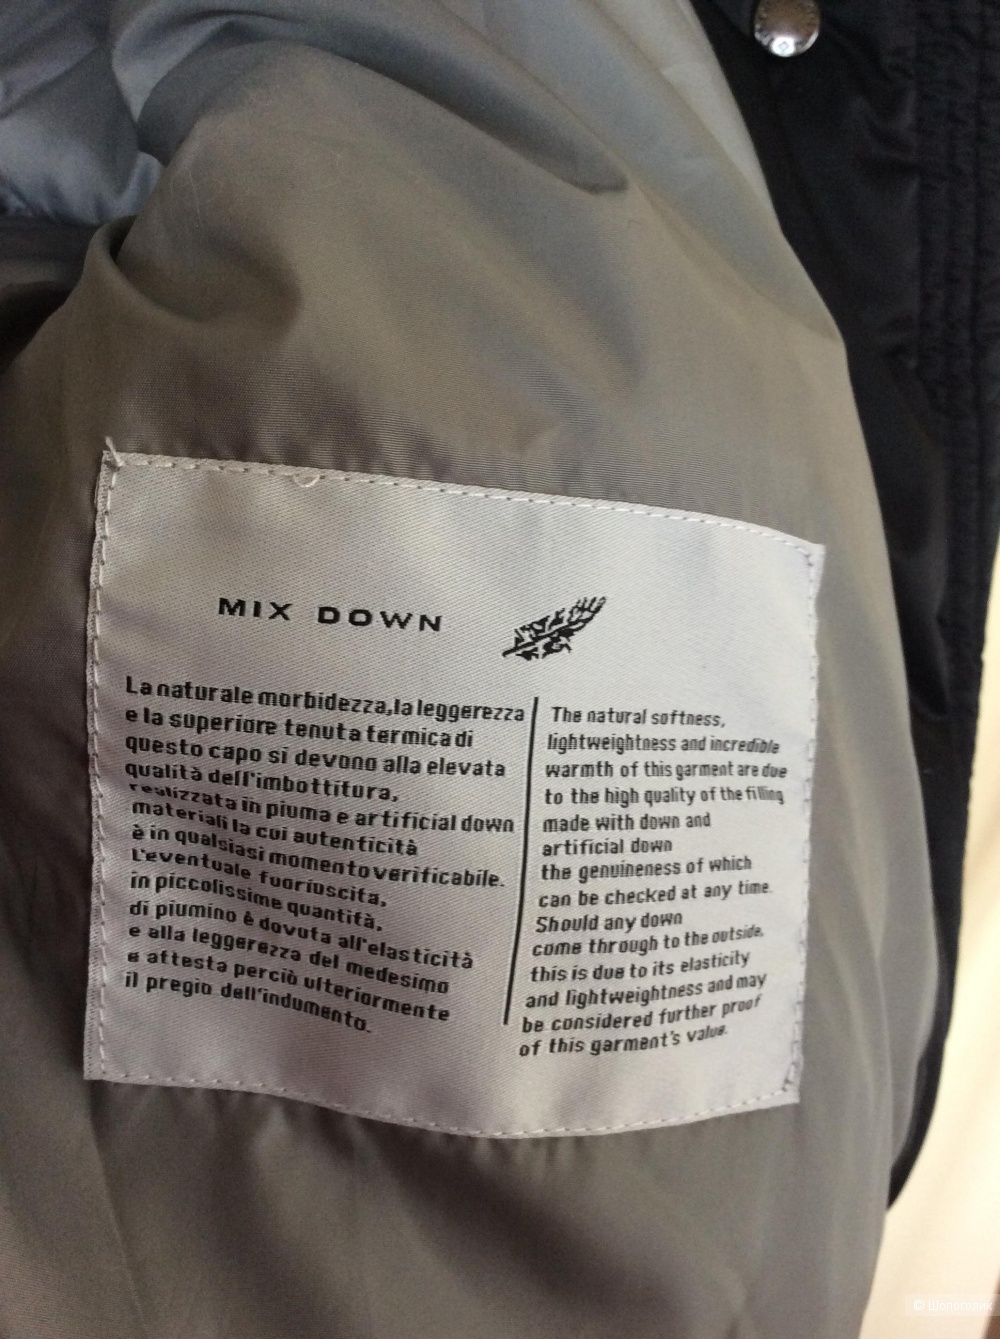 MIX DOWN
La naturale morbidezza, la leggerezza
e la superiore tenuta termica di
questo capo si devono alla elevata
qualità dell'imbottitura,
realizzata in piuma e artificial down
materiali la cui autenticità
è in qualsiasi momento verificabile.
L'eventuale fuoriuscita,
in piccolissime quantità,
di piumino è dovuta all'elasticità
e alla leggerezza del medesimo
e attesta perciò ulteriormente
il pregio dell'indumento.
The natural softness,
lightweightness and incredible
warmth of this garment are due
to the high quality of the filling
made with down and
artificial down
the genuineness of which
can be checked at any time.
Should any down
come through to the outside,
this is due to its elasticity
and lightweightness and may
be considered further proof
of this garment's value.
© Шопоголик